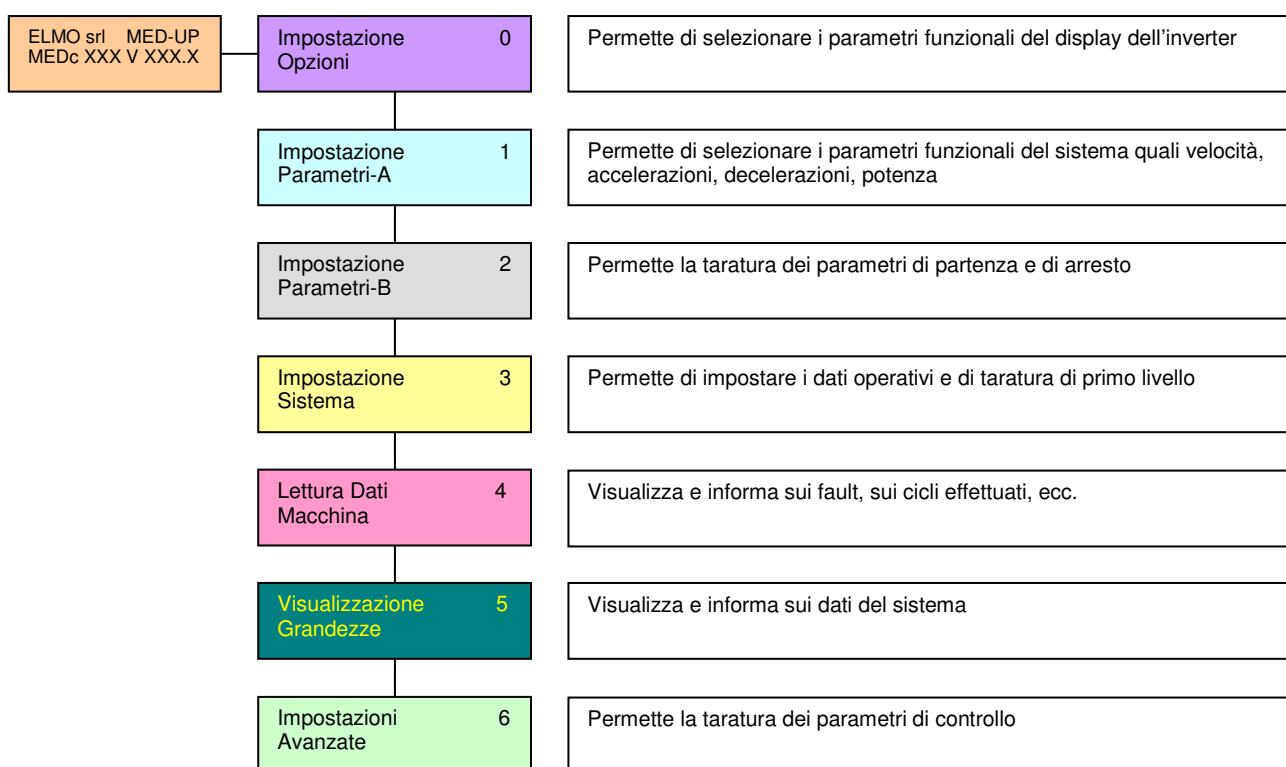 ELMO srl MED-UP
MEDc XXX V XXX.X
Impostazione 0
Opzioni
Permette di selezionare i parametri funzionali del display dell’inverter
Impostazione 1
Parametri-A
Permette di selezionare i parametri funzionali del sistema quali velocità,
accelerazioni, decelerazioni, potenza
Impostazione 2
Parametri-B
Permette la taratura dei parametri di partenza e di arresto
Impostazione 3
Sistema
Permette di impostare i dati operativi e di taratura di primo livello
Lettura Dati 4
Macchina
Visualizza e informa sui fault, sui cicli effettuati, ecc.
Visualizzazione 5
Grandezze
Visualizza e informa sui dati del sistema
Impostazioni 6
Avanzate
Permette la taratura dei parametri di controllo